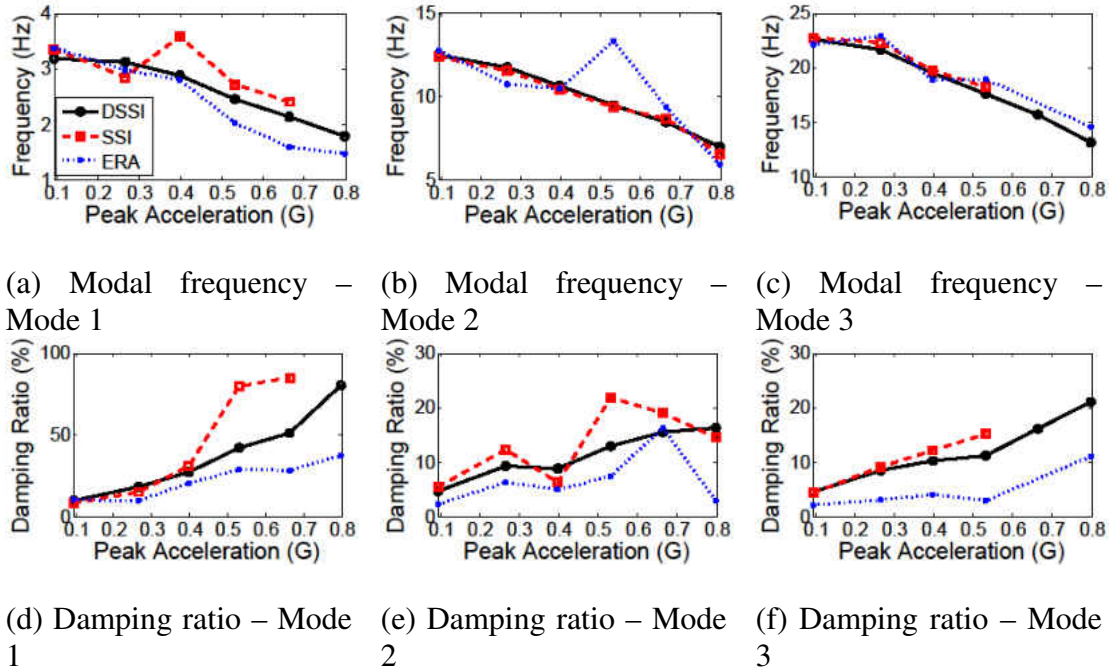 4
3
2
1
Frequency (Hz)
DSSI
SSI
ERA
0.1 0.2 0.3 0.4 0.5 0.6 0.7 0.8
Peak Acceleration (G)
15
10
5
Frequency (Hz)
0.1 0.2 0.3 0.4 0.5 0.6 0.7 0.8
Peak Acceleration (G)
25
20
15
10
Frequency (Hz)
0.1 0.2 0.3 0.4 0.5 0.6 0.7 0.8
Peak Acceleration (G)
(a) Modal frequency –
Mode 1
(b) Modal frequency –
Mode 2
(c) Modal frequency –
Mode 3
100
50
0
Damping Ratio (%)
0.1 0.2 0.3 0.4 0.5 0.6 0.7 0.8
Peak Acceleration (G)
30
20
10
0
Damping Ratio (%)
0.1 0.2 0.3 0.4 0.5 0.6 0.7 0.8
Peak Acceleration (G)
30
20
10
0
Damping Ratio (%)
0.1 0.2 0.3 0.4 0.5 0.6 0.7 0.8
Peak Acceleration (G)
(d) Damping ratio – Mode
1
(e) Damping ratio – Mode
2
(f) Damping ratio – Mode
3